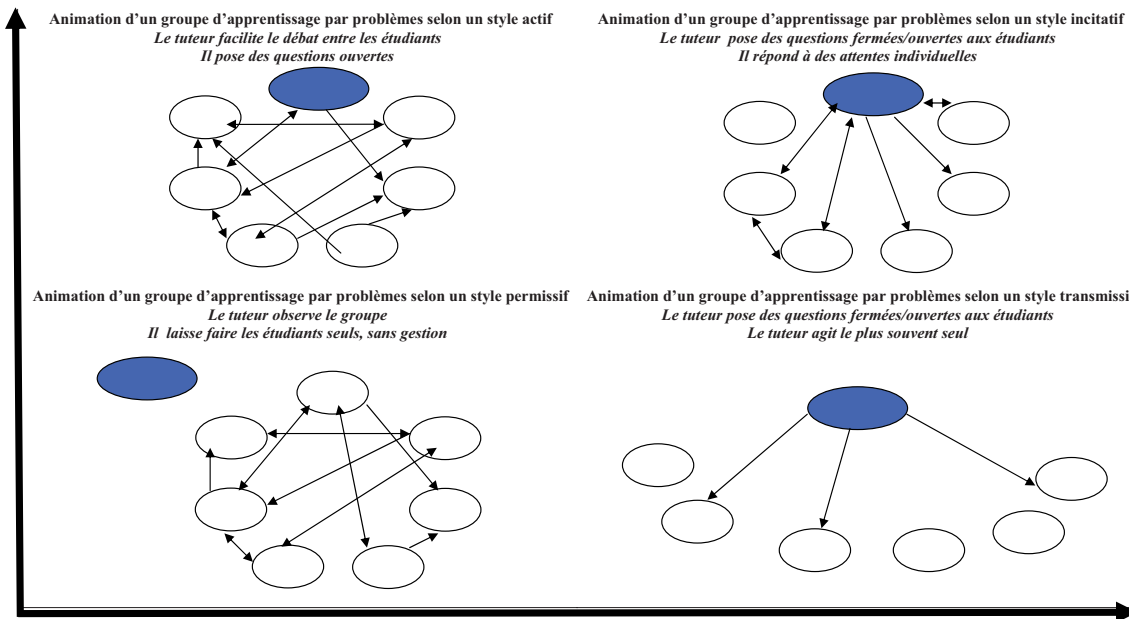 Animation d'un groupe d'apprentissage par problèmes selon un style actif
Le tuteur facilite le débat entre les étudiants
Il pose des questions ouvertes
Animation d'un groupe d'apprentissage par problèmes selon un style incitatif
Le tuteur pose des questions fermées/ouvertes aux étudiants
Il répond à des attentes individuelles
Animation d'un groupe d'apprentissage par problèmes selon un style permissif
Le tuteur observe le groupe
Il laisse faire les étudiants seuls, sans gestion
Animation d'un groupe d'apprentissage par problèmes selon un style transmissi
Le tuteur pose des questions fermées/ouvertes aux étudiants
Le tuteur agit le plus souvent seul